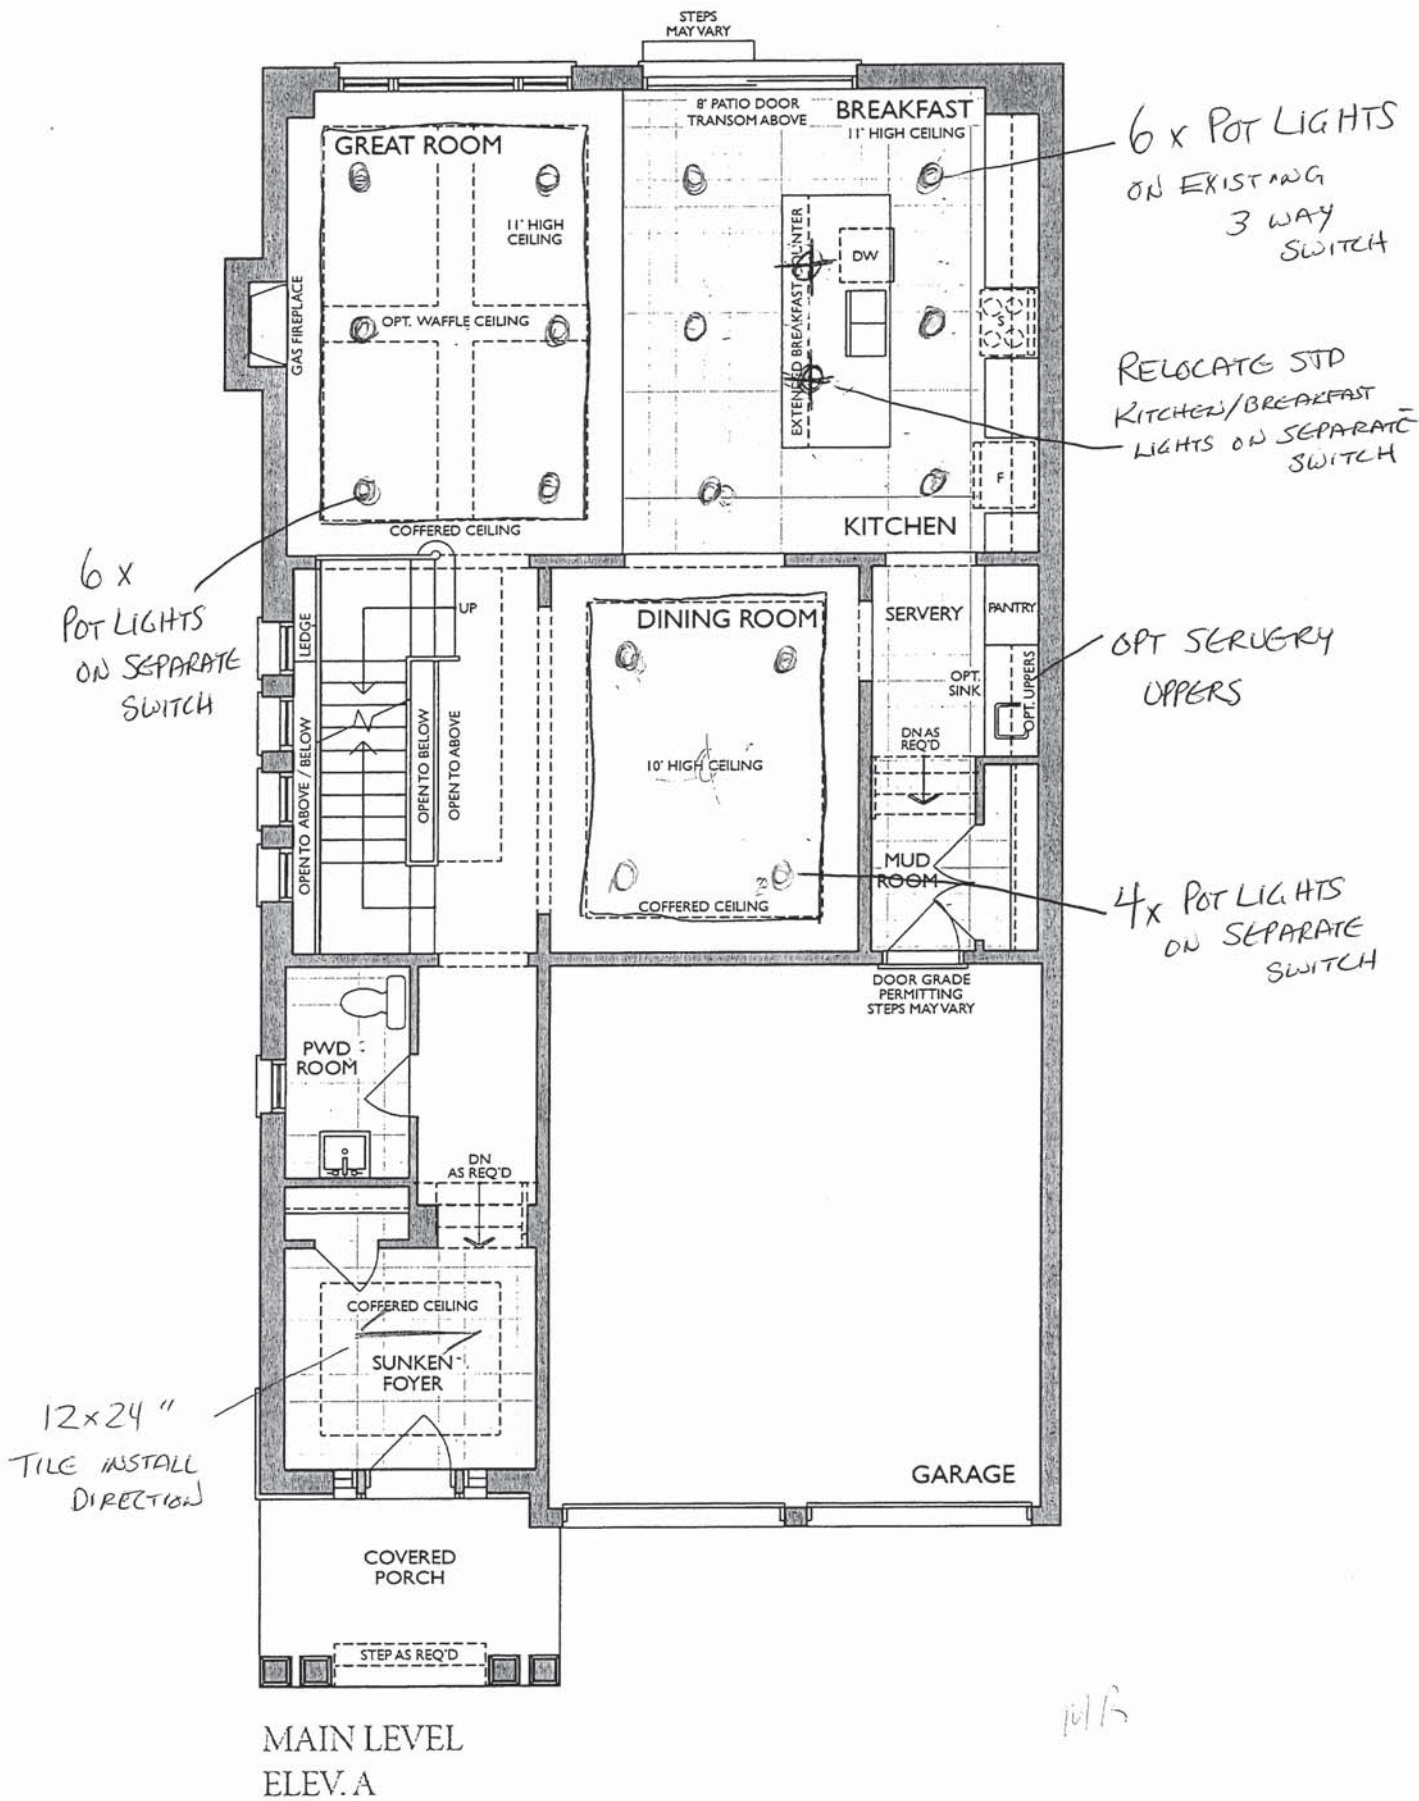 STEPS
MAY VARY
8' PATIO DOOR
TRANSOM ABOVE
BREAKFAST
11' HIGH CEILING
6 x POT LIGHTS
ON EXISTING
3 WAY
SWITCH
GREAT ROOM
11' HIGH
CEILING
GAS FIREPLACE
OPT. WAFFLE CEILING
COFFERED CEILING
EXTENDED BREAKFAST COUNTER
DW
S
F
KITCHEN
RELOCATE STD
KITCHEN/BREAKFAST
LIGHTS ON SEPARATE
SWITCH
6 x
POT LIGHTS
ON SEPARATE
SWITCH
LEDGE
UP
OPEN TO ABOVE / BELOW
OPEN TO BELOW
OPEN TO ABOVE
DINING ROOM
10' HIGH CEILING
COFFERED CEILING
SERVERY
PANTRY
OPT.
SINK
OPT. UPPERS
DN AS
REQ'D
OPT SERVERY
UPPERS
MUD
ROOM
4x POT LIGHTS
ON SEPARATE
SWITCH
DOOR GRADE
PERMITTING
STEPS MAY VARY
PWD
ROOM
DN
AS REQ'D
COFFERED CEILING
SUNKEN
FOYER
12x24"
TILE INSTALL
DIRECTION
GARAGE
COVERED
PORCH
STEP AS REQ'D
MAIN LEVEL
ELEV. A